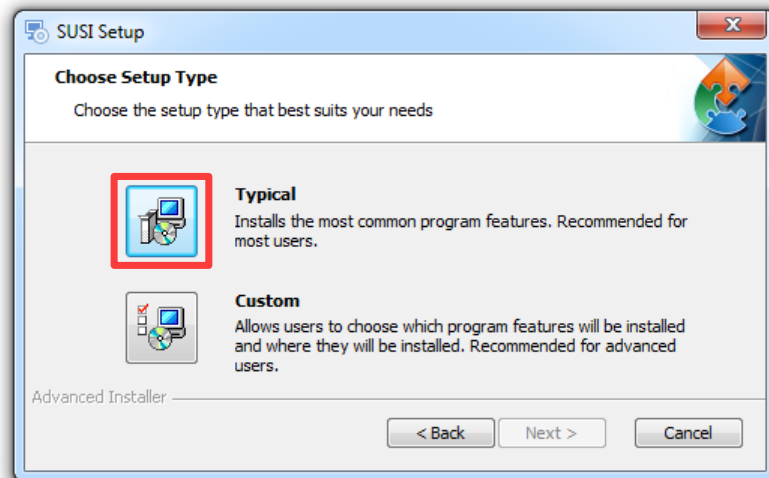 SUSI Setup
Choose Setup Type
Choose the setup type that best suits your needs
Typical
Installs the most common program features. Recommended for
most users.
Custom
Allows users to choose which program features will be installed
and where they will be installed. Recommended for advanced
users.
Advanced Installer
< Back Next > Cancel